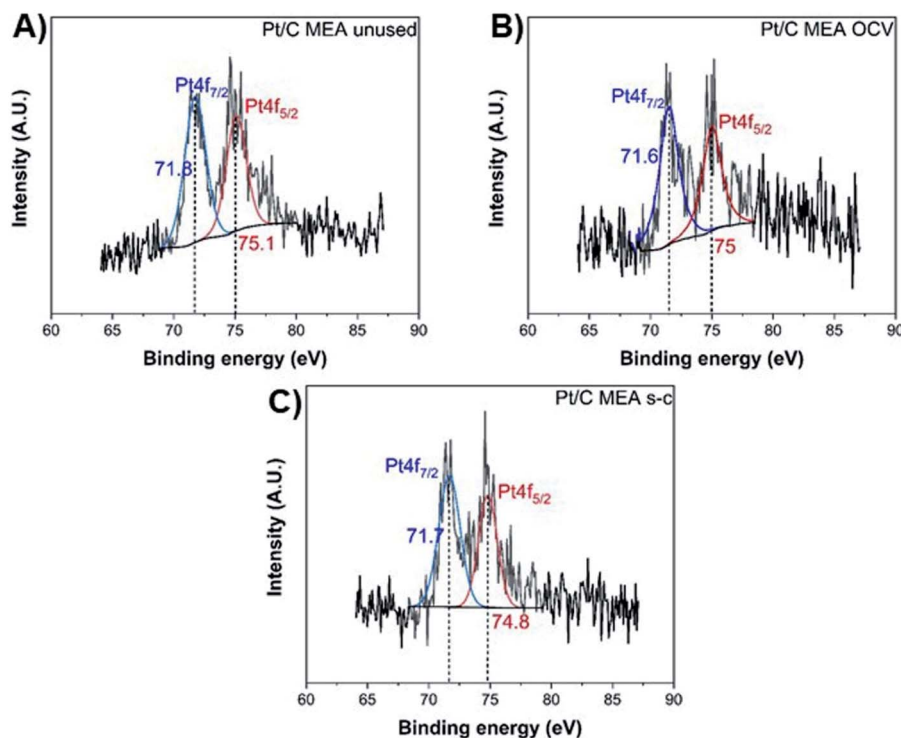 A)
Pt/C MEA unused
Pt4f7/2
Pt4f5/2
71.8
75.1
Intensity (A.U.)
60 65 70 75 80 85 90
Binding energy (eV)
B)
Pt/C MEA OCV
Pt4f7/2
Pt4f5/2
71.6
75
Intensity (A.U.)
60 65 70 75 80 85 90
Binding energy (eV)
C)
Pt/C MEA s-c
Pt4f7/2
Pt4f5/2
71.7
74.8
Intensity (A.U.)
60 65 70 75 80 85 90
Binding energy (eV)